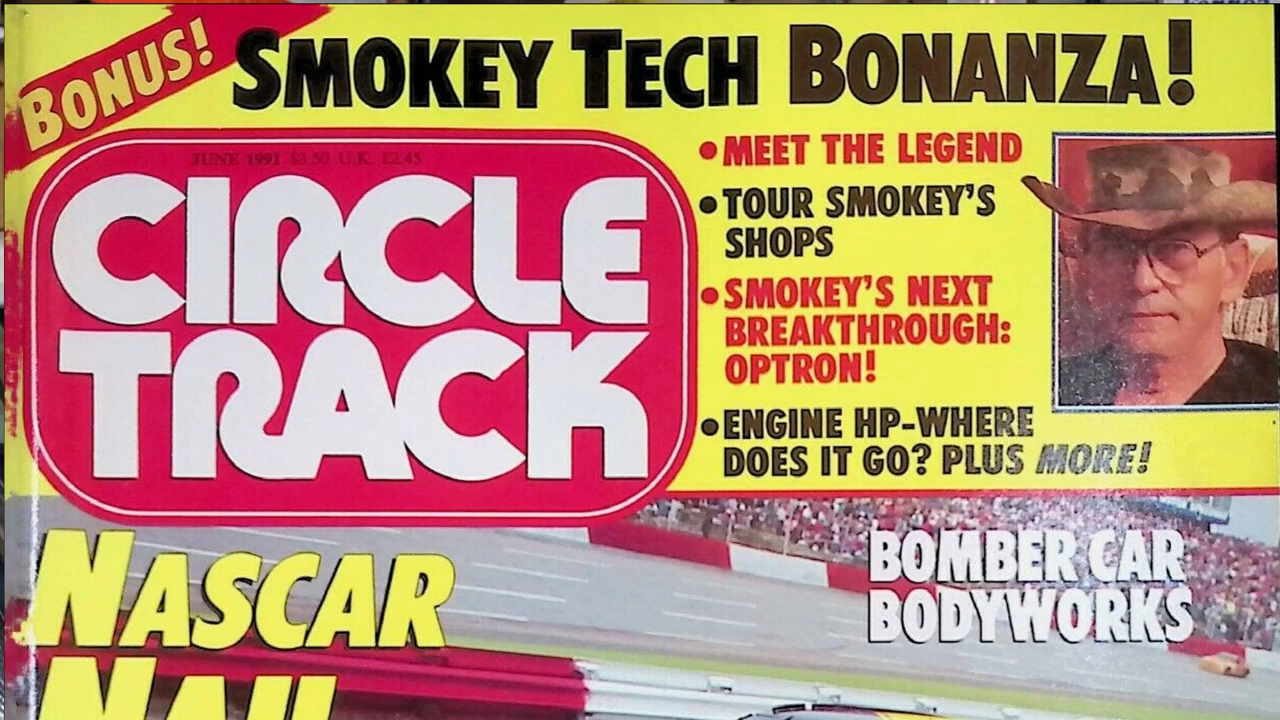 BONUS!
SMOKEY TECH BONANZA!
JUNE 1991 $3.50 U.K. £2.45
CIRCLE
TRACK
•MEET THE LEGEND
•TOUR SMOKEY'S
SHOPS
•SMOKEY'S NEXT
BREAKTHROUGH:
OPTRON!
•ENGINE HP-WHERE
DOES IT GO? PLUS MORE!
NASCAR
BOMBER CAR
BODYWORKS